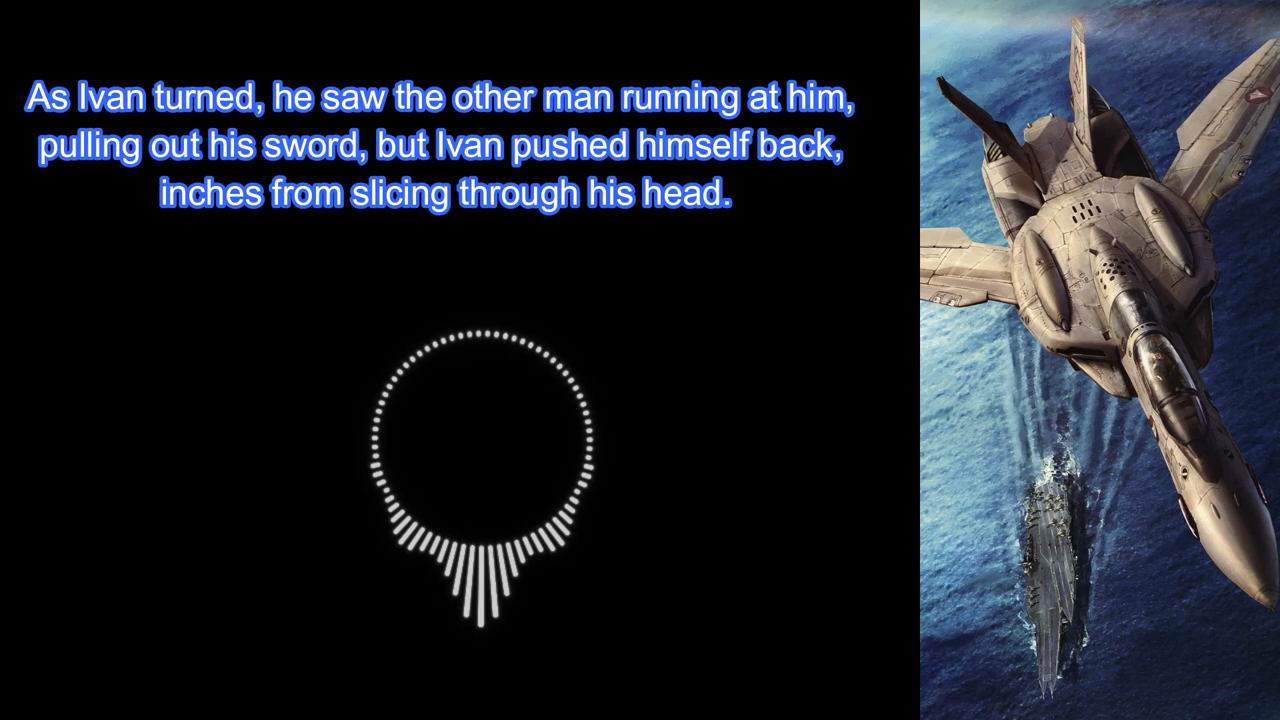 As Ivan turned, he saw the other man running at him,
pulling out his sword, but Ivan pushed himself back,
inches from slicing through his head.